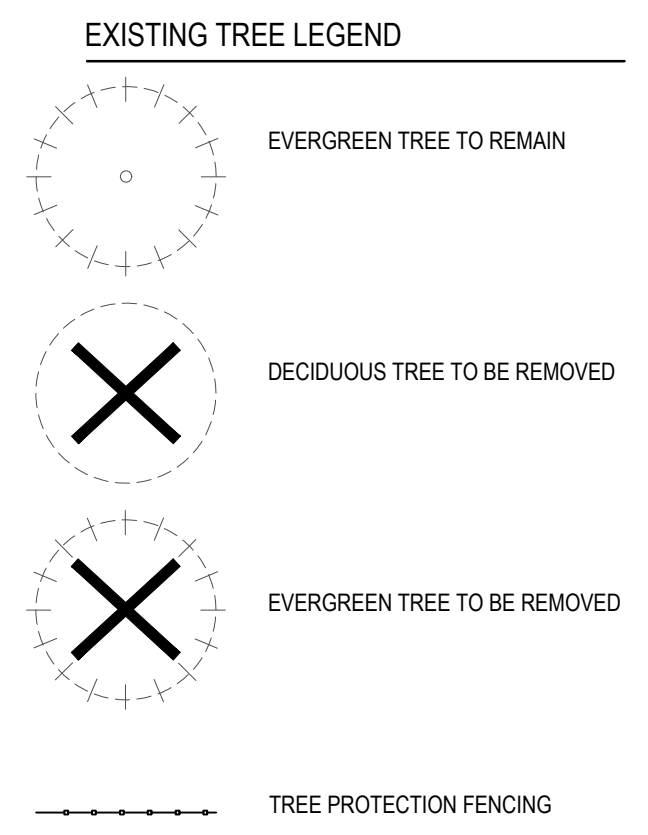 EXISTING TREE LEGEND
EVERGREEN TREE TO REMAIN
DECIDUOUS TREE TO BE REMOVED
EVERGREEN TREE TO BE REMOVED
TREE PROTECTION FENCING